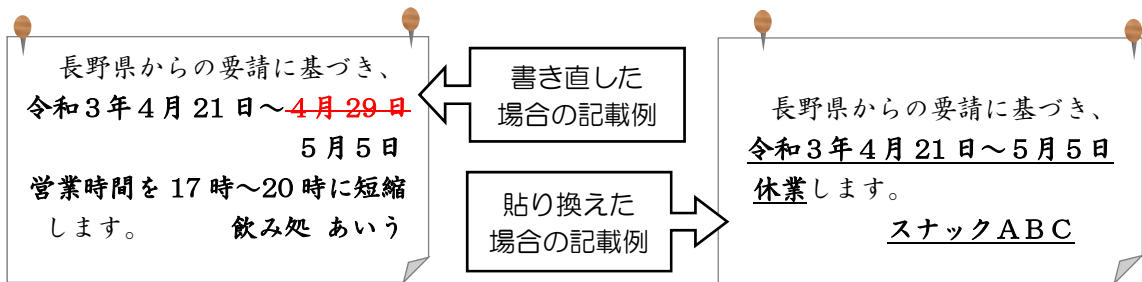 長野県からの要請に基づき、
令和3年4月21日～4月29日
5月5日
営業時間を17時～20時に短縮
します。 飲み処 あいう
書き直した
場合の記載例
貼り換えた
場合の記載例
長野県からの要請に基づき、
令和3年4月21日～5月5日
休業します。
スナックＡＢＣ